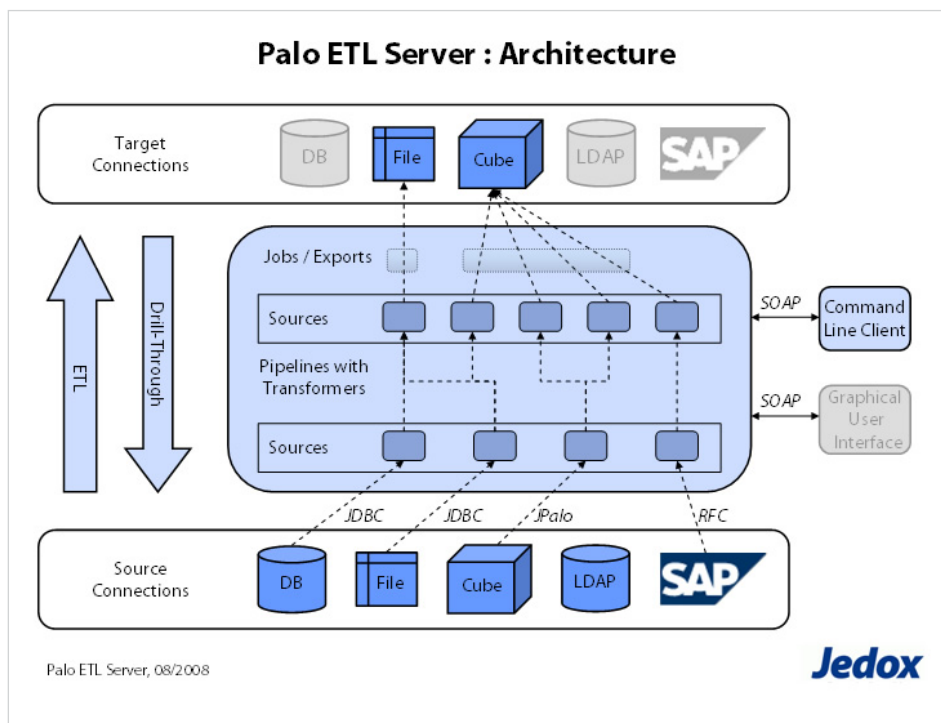 Palo ETL Server : Architecture
Target
Connections
DB
File
Cube
LDAP
SAP
ETL
Drill-Through
Jobs / Exports
Sources
Pipelines with
Transformers
Sources
SOAP
Command
Line Client
SOAP
Graphical
User
Interface
JDBC
JDBC
JPalo
RFC
Source
Connections
DB
File
Cube
LDAP
SAP
Palo ETL Server, 08/2008
Jedox